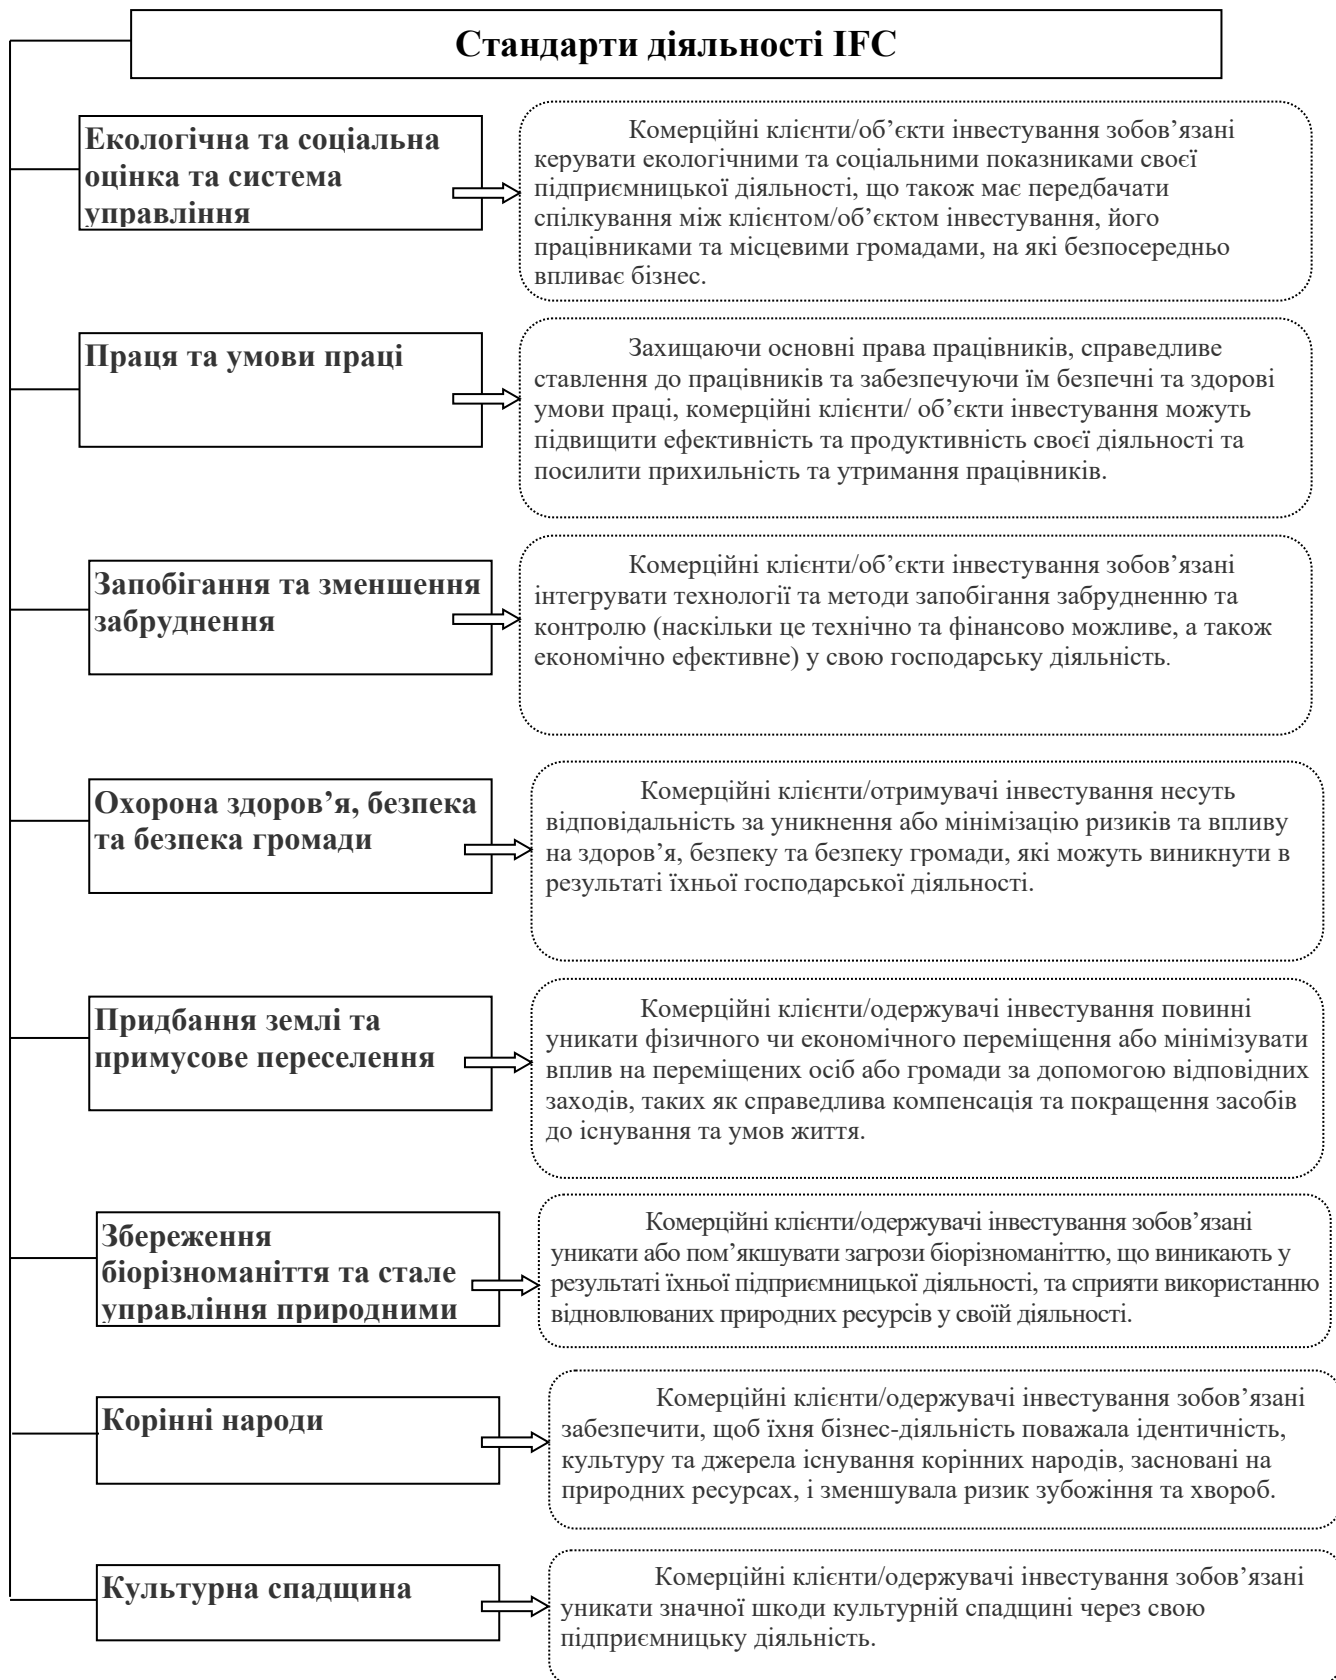 Стандарти діяльності IFC
Екологічна та соціальна
оцінка та система
управління
Комерційні клієнти/об’єкти інвестування зобов’язані
керувати екологічними та соціальними показниками своєї
підприємницької діяльності, що також має передбачати
спілкування між клієнтом/об’єктом інвестування, його
працівниками та місцевими громадами, на які безпосередньо
впливає бізнес.
Праця та умови праці
Захищаючи основні права працівників, справедливе
ставлення до працівників та забезпечуючи їм безпечні та здорові
умови праці, комерційні клієнти/ об’єкти інвестування можуть
підвищити ефективність та продуктивність своєї діяльності та
посилити прихильність та утримання працівників.
Запобігання та зменшення
забруднення
Комерційні клієнти/об’єкти інвестування зобов’язані
інтегрувати технології та методи запобігання забрудненню та
контролю (наскільки це технічно та фінансово можливе, а також
економічно ефективне) у свою господарську діяльність.
Охорона здоров’я, безпека
та безпека громади
Комерційні клієнти/отримувачі інвестування несуть
відповідальність за уникнення або мінімізацію ризиків та впливу
на здоров’я, безпеку та безпеку громади, які можуть виникнути в
результаті їхньої господарської діяльності.
Придбання землі та
примусове переселення
Комерційні клієнти/одержувачі інвестування повинні
уникати фізичного чи економічного переміщення або мінімізувати
вплив на переміщених осіб або громади за допомогою відповідних
заходів, таких як справедлива компенсація та покращення засобів
до існування та умов життя.
Збереження
біорізноманіття та стале
управління природними
Комерційні клієнти/одержувачі інвестування зобов’язані
уникати або пом’якшувати загрози біорізноманіттю, що виникають у
результаті їхньої підприємницької діяльності, та сприяти використанню
відновлюваних природних ресурсів у своїй діяльності.
Корінні народи
Комерційні клієнти/одержувачі інвестування зобов’язані
забезпечити, щоб їхня бізнес-діяльність поважала ідентичність,
культуру та джерела існування корінних народів, засновані на
природних ресурсах, і зменшувала ризик зубожіння та хвороб.
Культурна спадщина
Комерційні клієнти/одержувачі інвестування зобов’язані
уникати значної шкоди культурній спадщині через свою
підприємницьку діяльність.